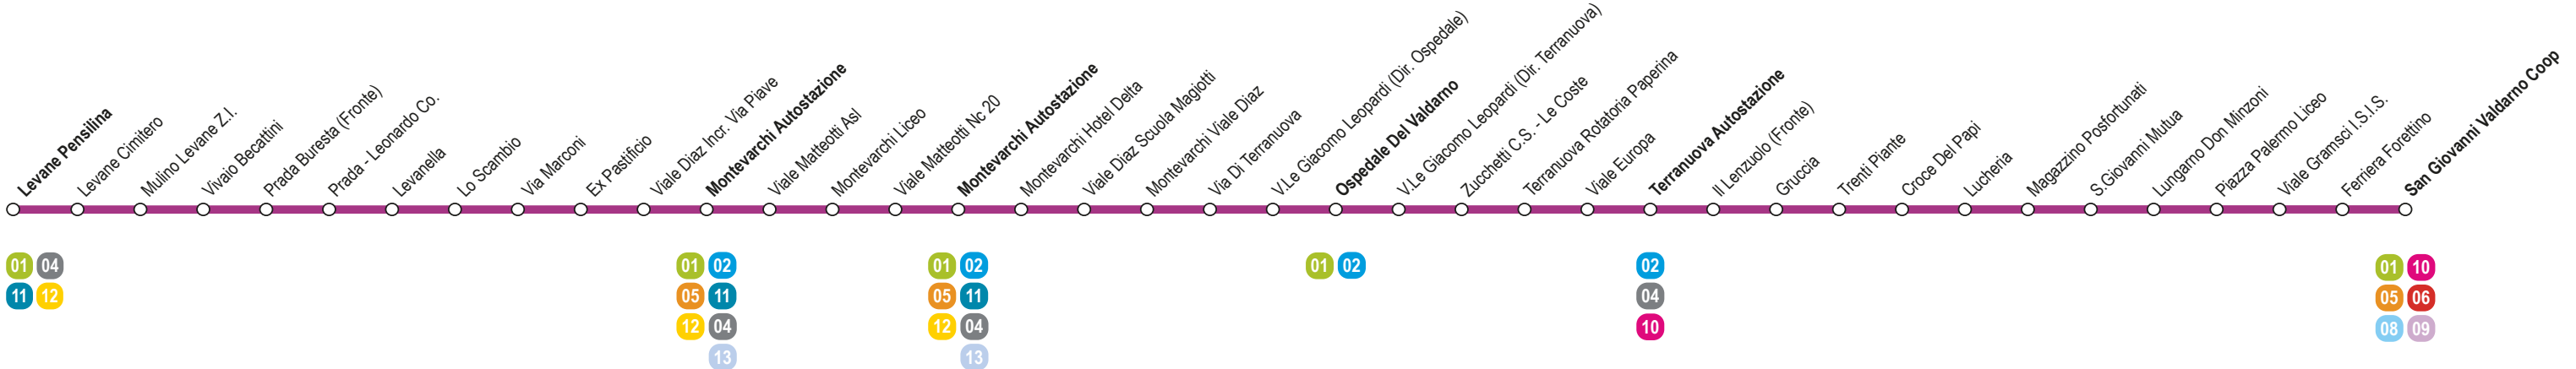 Levane Pensilina
Levane Cimitero
Mulino Levane Z.I.
Vivaio Becattini
Prada Buresta (Fronte)
Prada - Leonardo Co.
Levanella
Lo Scambio
Via Marconi
Ex Pastificio
Viale Diaz Incr. Via Piave
Montevarchi Autostazione
Viale Matteotti Asl
Montevarchi Liceo
Viale Matteotti Nc 20
Montevarchi Autostazione
Montevarchi Hotel Delta
Viale Diaz Scuola Magiotti
Montevarchi Viale Diaz
Via Di Terranuova
V.Le Giacomo Leopardi (Dir. Ospedale)
Ospedale Del Valdarno
V.Le Giacomo Leopardi (Dir. Terranuova)
Zucchetti C.S. - Le Coste
Terranuova Rotatoria Paperina
Viale Europa
Terranuova Autostazione
Il Lenzuolo (Fronte)
Gruccia
Trenti Piante
Croce Del Papi
Lucheria
Magazzino Posfortunati
S.Giovanni Mutua
Lungarno Don Minzoni
Piazza Palermo Liceo
Viale Gramsci I.S.I.S.
Ferriera Forettino
San Giovanni Valdarno Coop
01 04
11 12
01 02
05 11
12 04
13
01 02
05 11
12 04
13
01 02
02
04
10
01 10
05 06
08 09